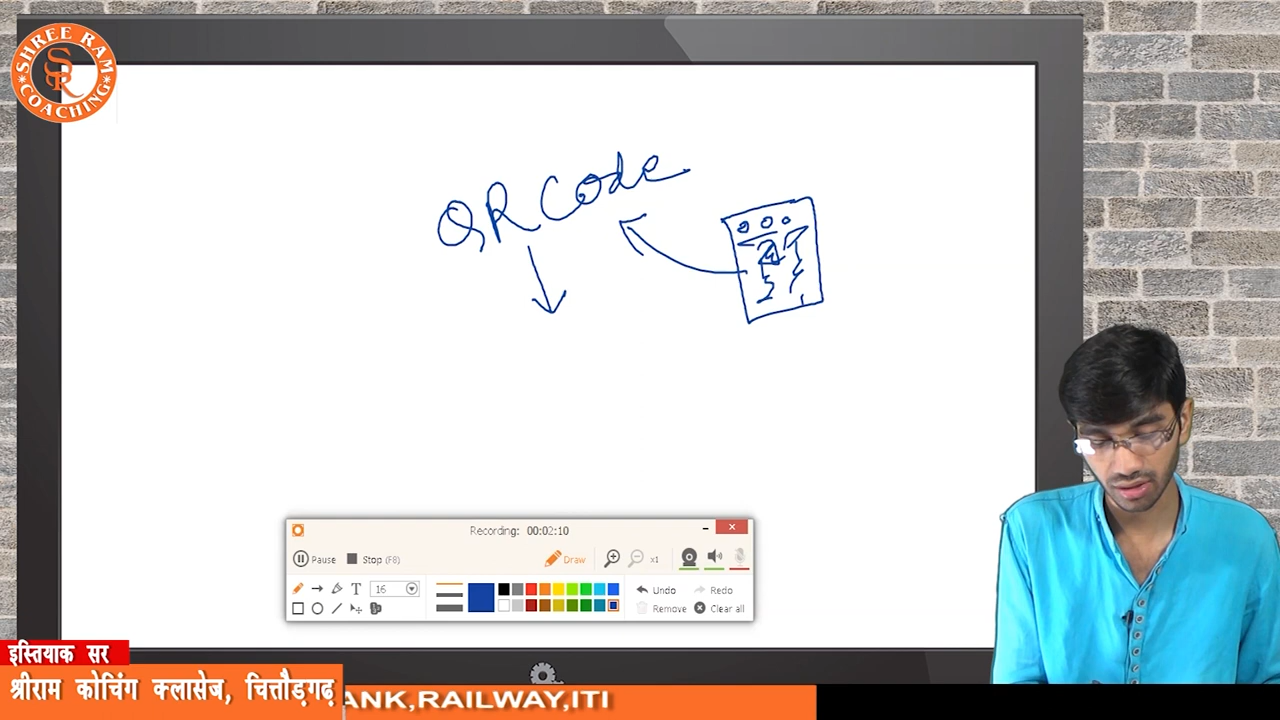 SHREE RAM
SR
COACHING
QR Code
Recording: 00:02:10
Pause
Stop (F8)
Draw
x1
T
16
Undo
Redo
Remove
Clear all
इस्तियाक सर
श्रीराम कोचिंग क्लासेज, चित्तौड़गढ़
ANK,RAILWAY,ITI